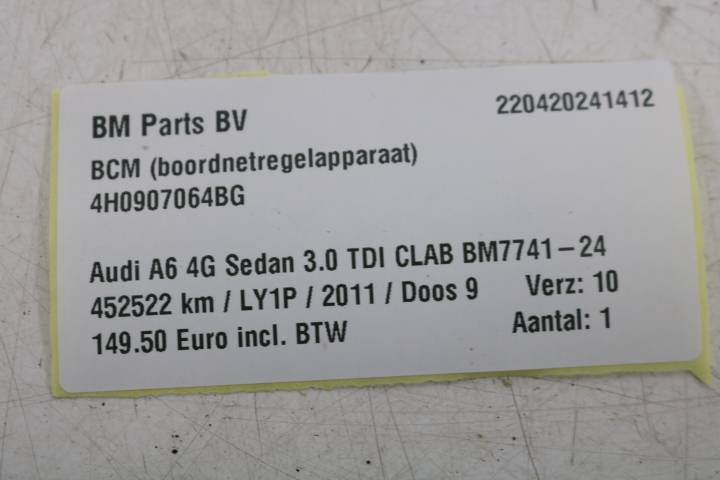 BM Parts BV 220420241412
BCM (boordnetregelapparaat)
4H0907064BG
Audi A6 4G Sedan 3.0 TDI CLAB BM7741-24
452522 km / LY1P / 2011 / Doos 9 Verz: 10
149.50 Euro incl. BTW Aantal: 1